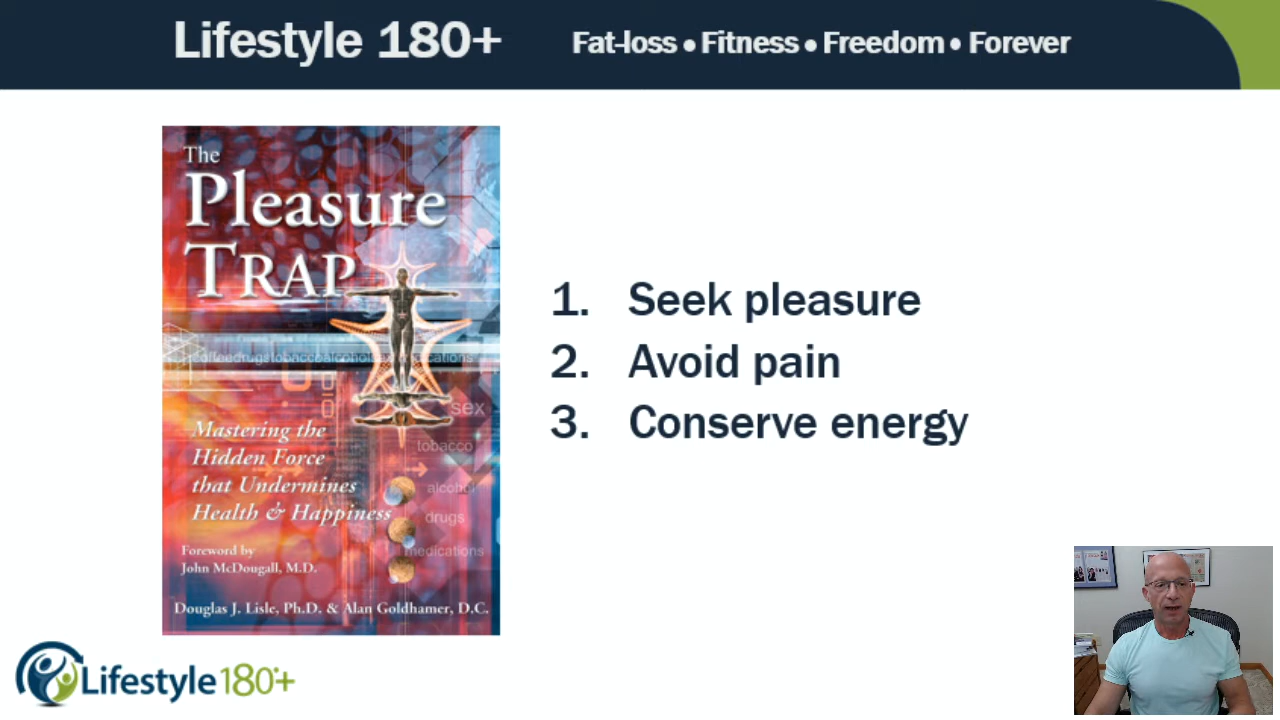 Lifestyle 180+
Fat-loss • Fitness • Freedom • Forever
The
Pleasure
TRAP
sex
tobacco
alcohol
drugs
medications
Mastering the
Hidden Force
that Undermines
Health & Happiness
Foreword by
John McDougall, M.D.
Douglas J. Lisle, Ph.D. & Alan Goldhamer, D.C.
1. Seek pleasure
2. Avoid pain
3. Conserve energy
Lifestyle180+